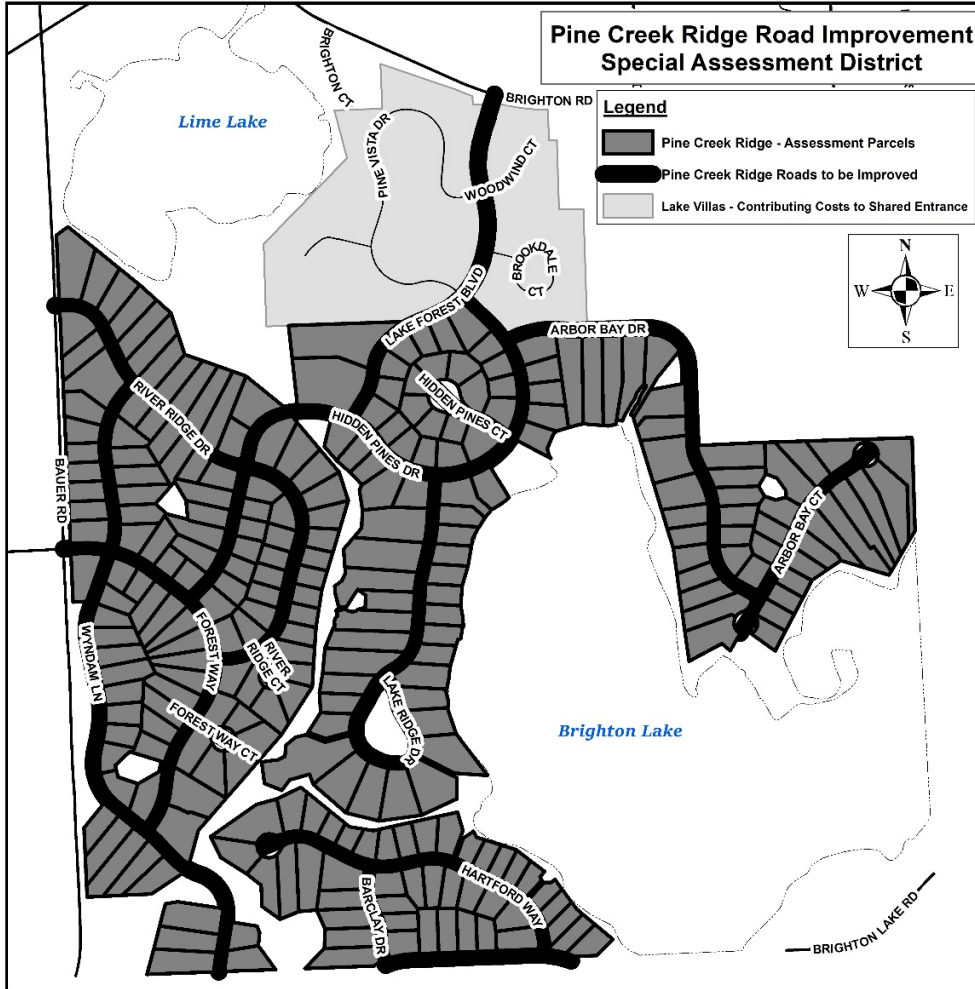 Pine Creek Ridge Road Improvement
Special Assessment District
Legend
Pine Creek Ridge - Assessment Parcels
Pine Creek Ridge Roads to be Improved
Lake Villas - Contributing Costs to Shared Entrance
N
W
E
S
BRIGHTON CT
BRIGHTON RD
Lime Lake
PINE VISTA DR
WOODWIND CT
BROOKDALE
CT
LAKE FOREST BLVD
ARBOR BAY DR
HIDDEN PINES CT
HIDDEN PINES DR
RIVER RIDGE DR
BAUER RD
ARBOR BAY CT
FOREST WAY
RIVER
RIDGE CT
WYNDAM LN
FOREST WAY CT
LAKE RIDGE DR
Brighton Lake
HARTFORD WAY
BARCLAY DR
BRIGHTON LAKE RD